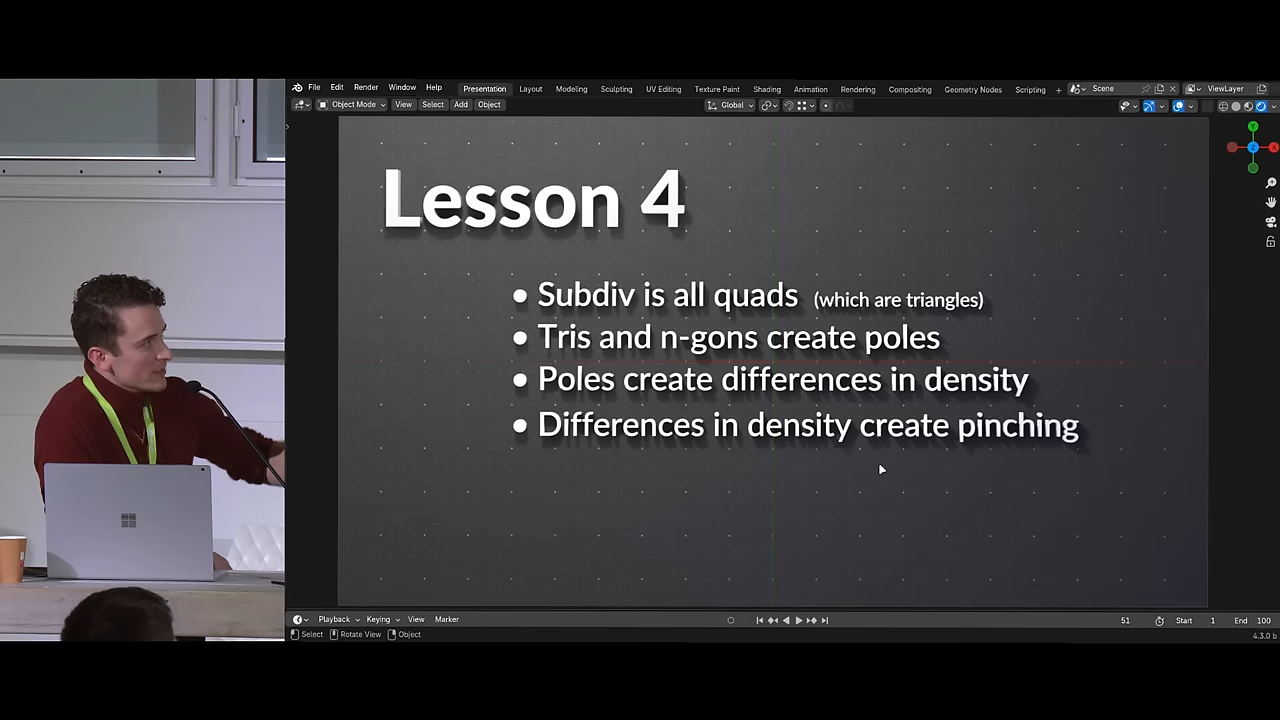 File Edit Render Window Help Presentation Layout Modeling Sculpting UV Editing Texture Paint Shading Animation Rendering Compositing Geometry Nodes Scripting + Scene ViewLayer
Object Mode View Select Add Object Global
Y
Z X
Lesson 4
• Subdiv is all quads (which are triangles)
• Tris and n-gons create poles
• Poles create differences in density
• Differences in density create pinching
Playback Keying View Marker 51 Start 1 End 100
Select Rotate View Object 4.3.0 b